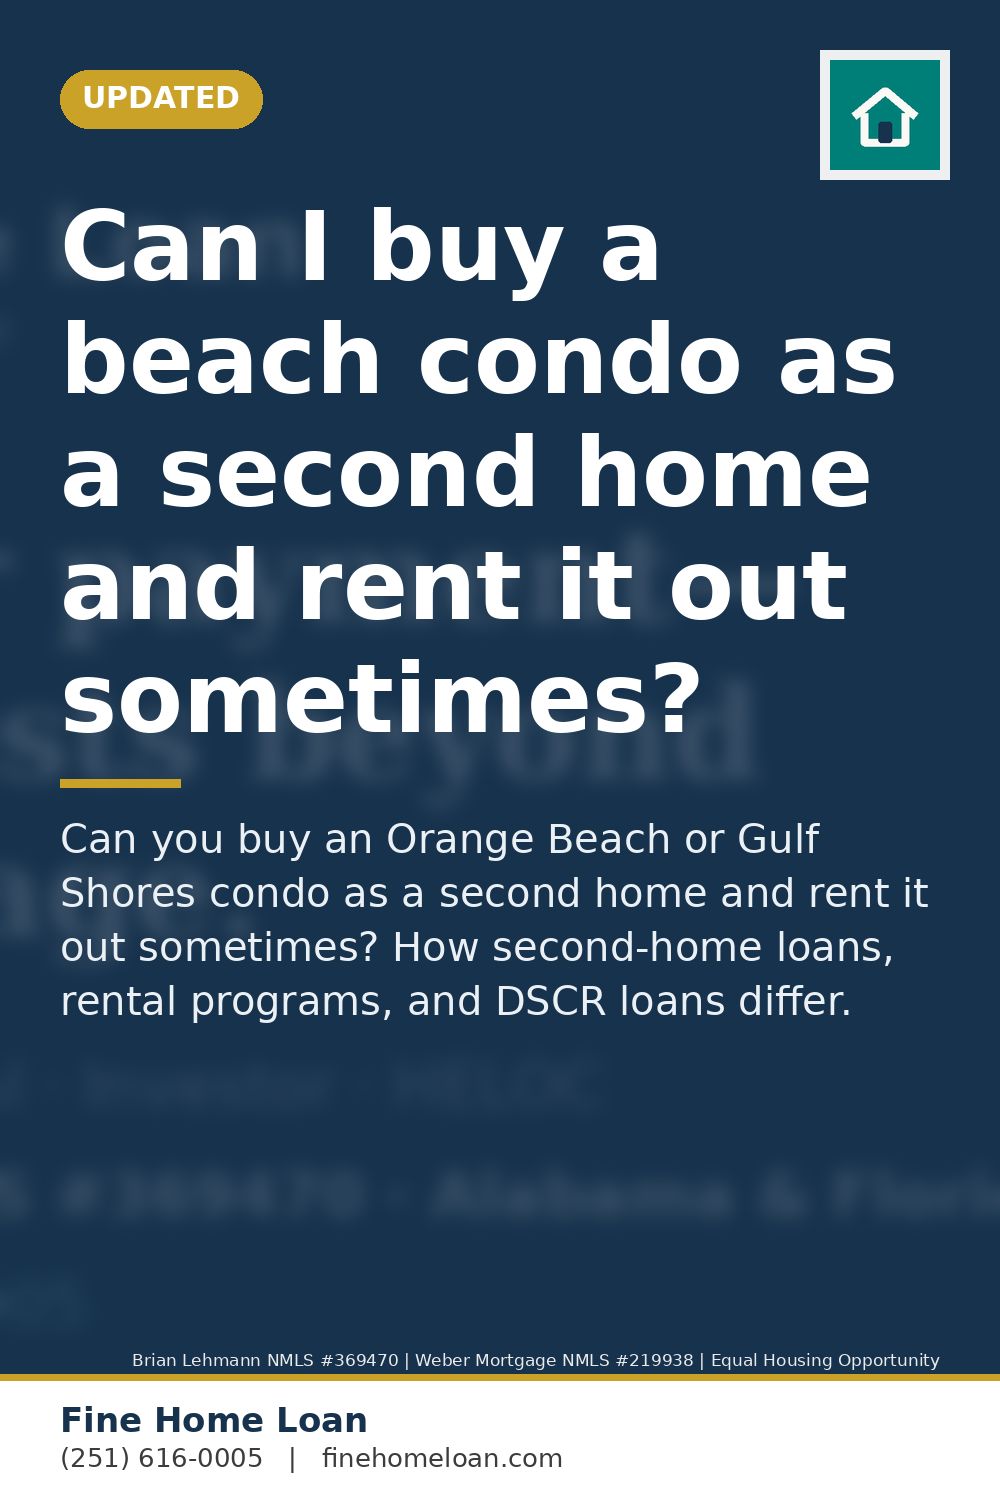 UPDATED
Can I buy a
beach condo as
a second home
and rent it out
sometimes?
Can you buy an Orange Beach or Gulf
Shores condo as a second home and rent it
out sometimes? How second-home loans,
rental programs, and DSCR loans differ.
Brian Lehmann NMLS #369470 | Weber Mortgage NMLS #219938 | Equal Housing Opportunity
Fine Home Loan
(251) 616-0005 | finehomeloan.com